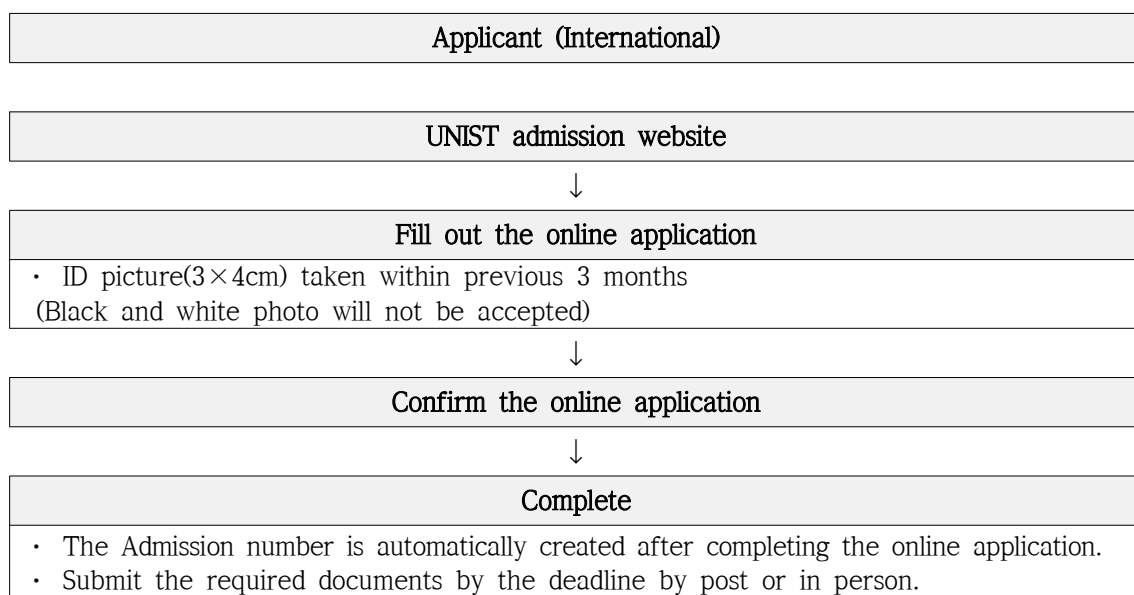 Applicant (International)
UNIST admission website
↓
Fill out the online application
· ID picture(3×4cm) taken within previous 3 months
(Black and white photo will not be accepted)
↓
Confirm the online application
↓
Complete
· The Admission number is automatically created after completing the online application.
· Submit the required documents by the deadline by post or in person.